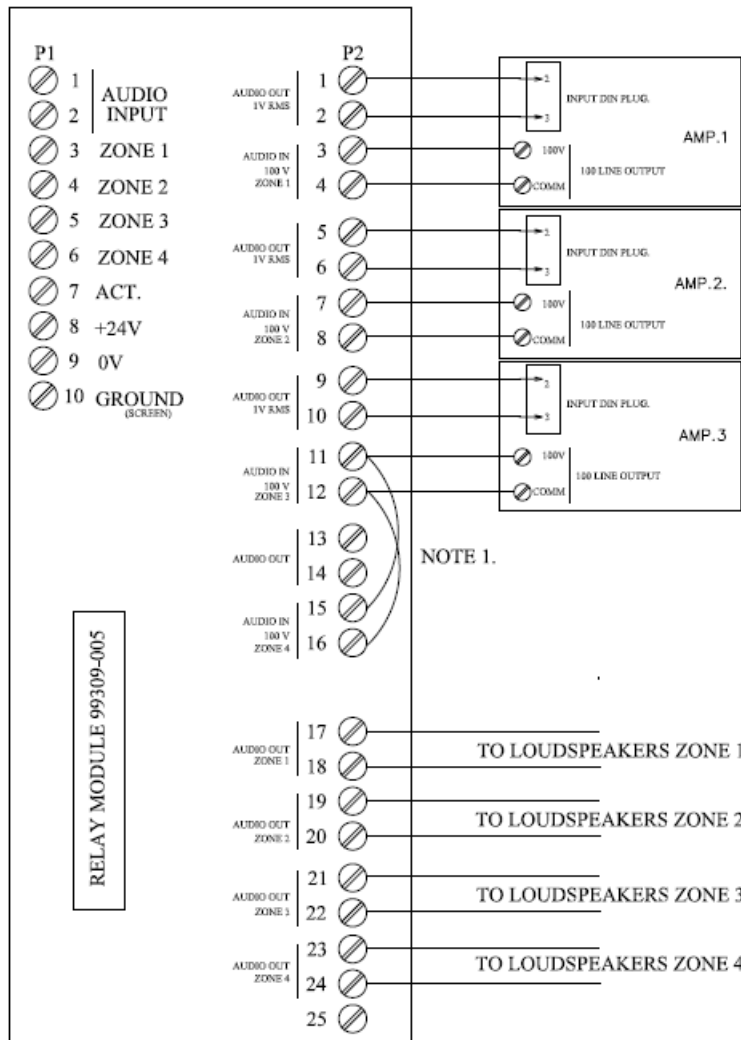 P1
1
2
AUDIO
INPUT
3 ZONE 1
4 ZONE 2
5 ZONE 3
6 ZONE 4
7 ACT.
8 +24V
9 0V
10 GROUND
(SCREEN)
RELAY MODULE 99309-005
P2
AUDIO OUT
1V RMS
1
2
AUDIO IN
100 V
ZONE 1
3
4
AUDIO OUT
1V RMS
5
6
AUDIO IN
100 V
ZONE 2
7
8
AUDIO OUT
1V RMS
9
10
AUDIO IN
100 V
ZONE 3
11
12
AUDIO OUT
13
14
AUDIO IN
100 V
ZONE 4
15
16
NOTE 1.
AUDIO OUT
ZONE 1
17
18
TO LOUDSPEAKERS ZONE 1
AUDIO OUT
ZONE 2
19
20
TO LOUDSPEAKERS ZONE 2
AUDIO OUT
ZONE 3
21
22
TO LOUDSPEAKERS ZONE 3
AUDIO OUT
ZONE 4
23
24
TO LOUDSPEAKERS ZONE 4
25
2
3
INPUT DIN PLUG.
AMP.1
100V
COMM
100 LINE OUTPUT
2
3
INPUT DIN PLUG.
AMP.2.
100V
COMM
100 LINE OUTPUT
2
3
INPUT DIN PLUG.
AMP.3
100V
COMM
100 LINE OUTPUT